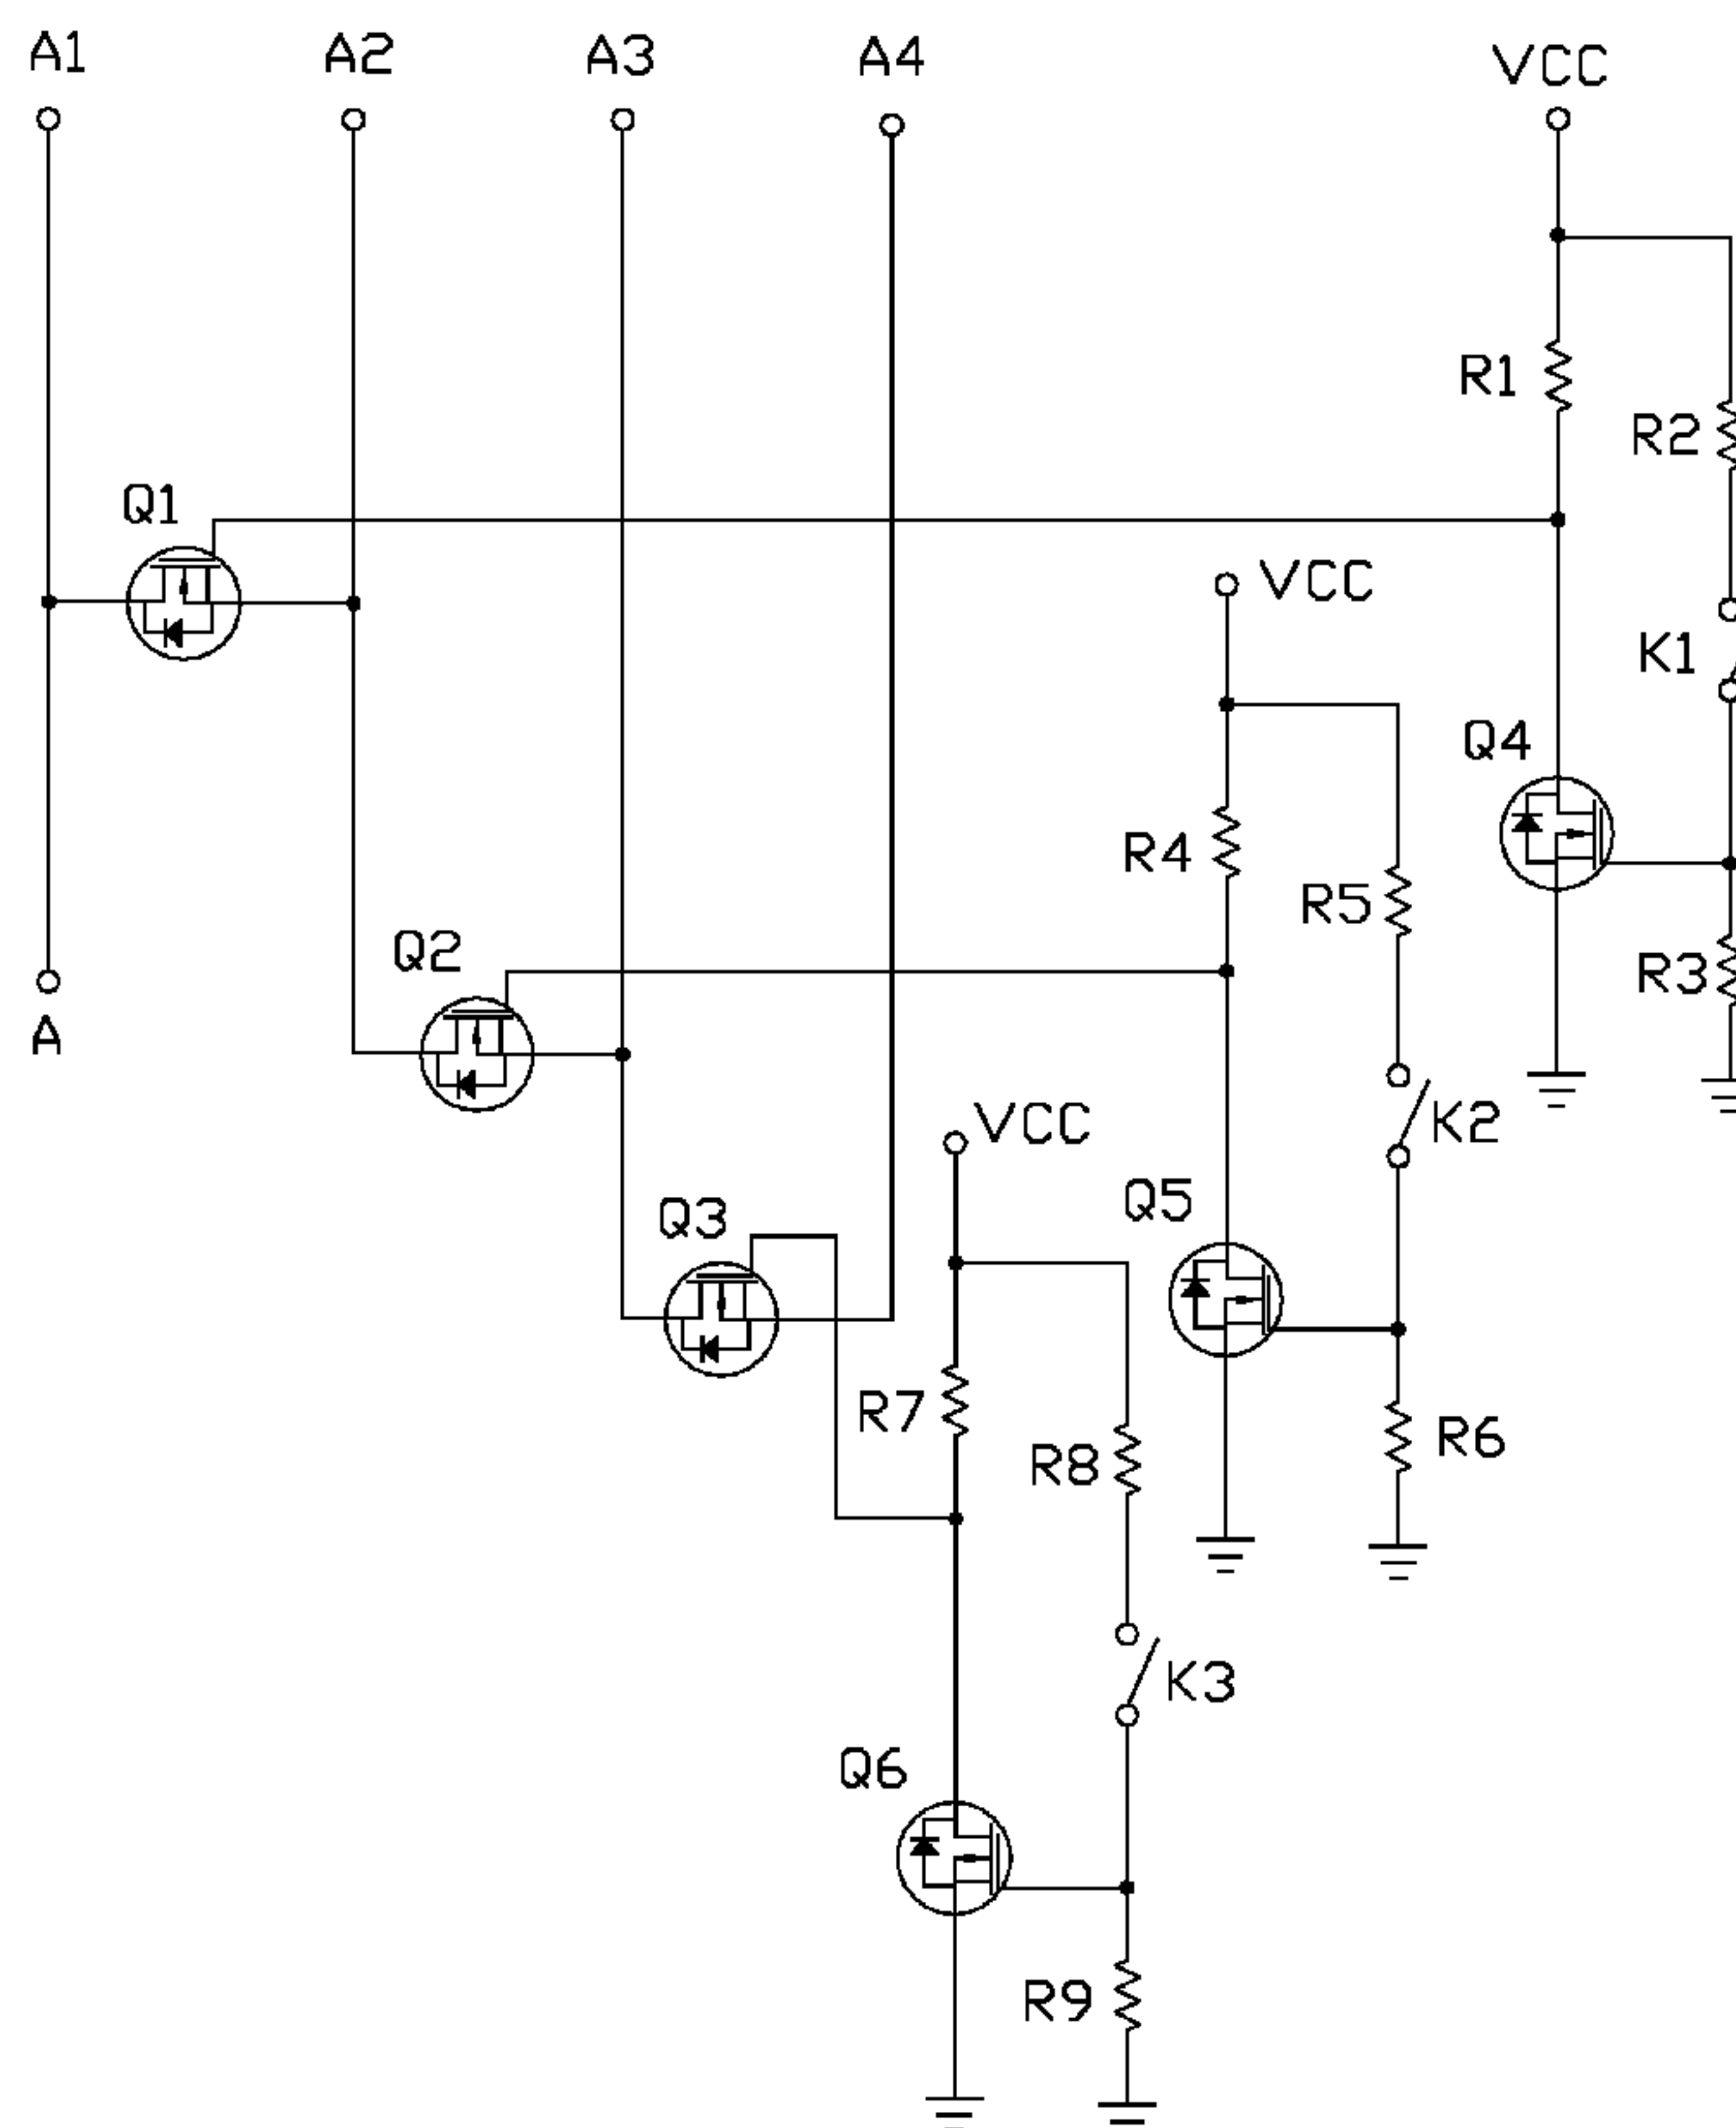 A1 A2 A3 A4 VCC
R1
R2
Q1
VCC
K1
Q4
R4
R5
Q2
R3
A
VCC
K2
Q3
Q5
R7
R6
R8
K3
Q6
R9